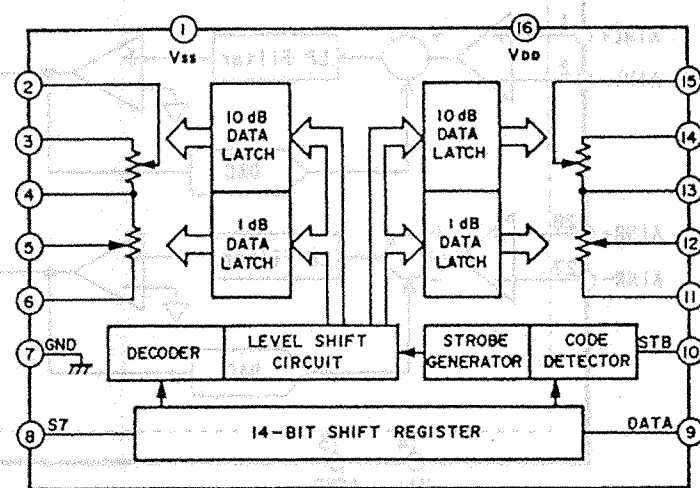 1
16
Vss
VDD
2
15
10 dB
DATA
LATCH
10 dB
DATA
LATCH
3
14
4
13
1 dB
DATA
LATCH
1 dB
DATA
LATCH
5
12
6
11
7
GND
DECODER
LEVEL SHIFT
CIRCUIT
STROBE
GENERATOR
CODE
DETECTOR
STB
10
8
S7
14-BIT SHIFT REGISTER
DATA
9